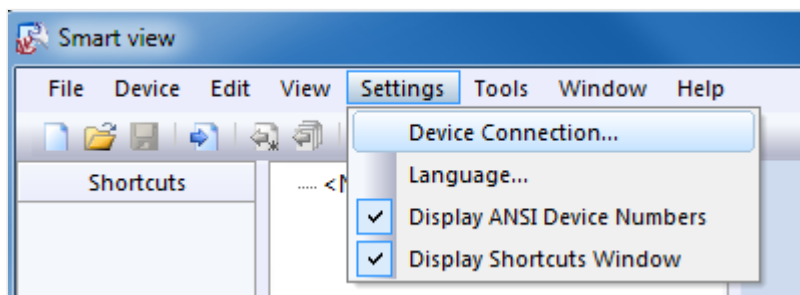 Smart view
File Device Edit View Settings Tools Window Help
Device Connection...
Shortcuts
Language...
Display ANSI Device Numbers
Display Shortcuts Window